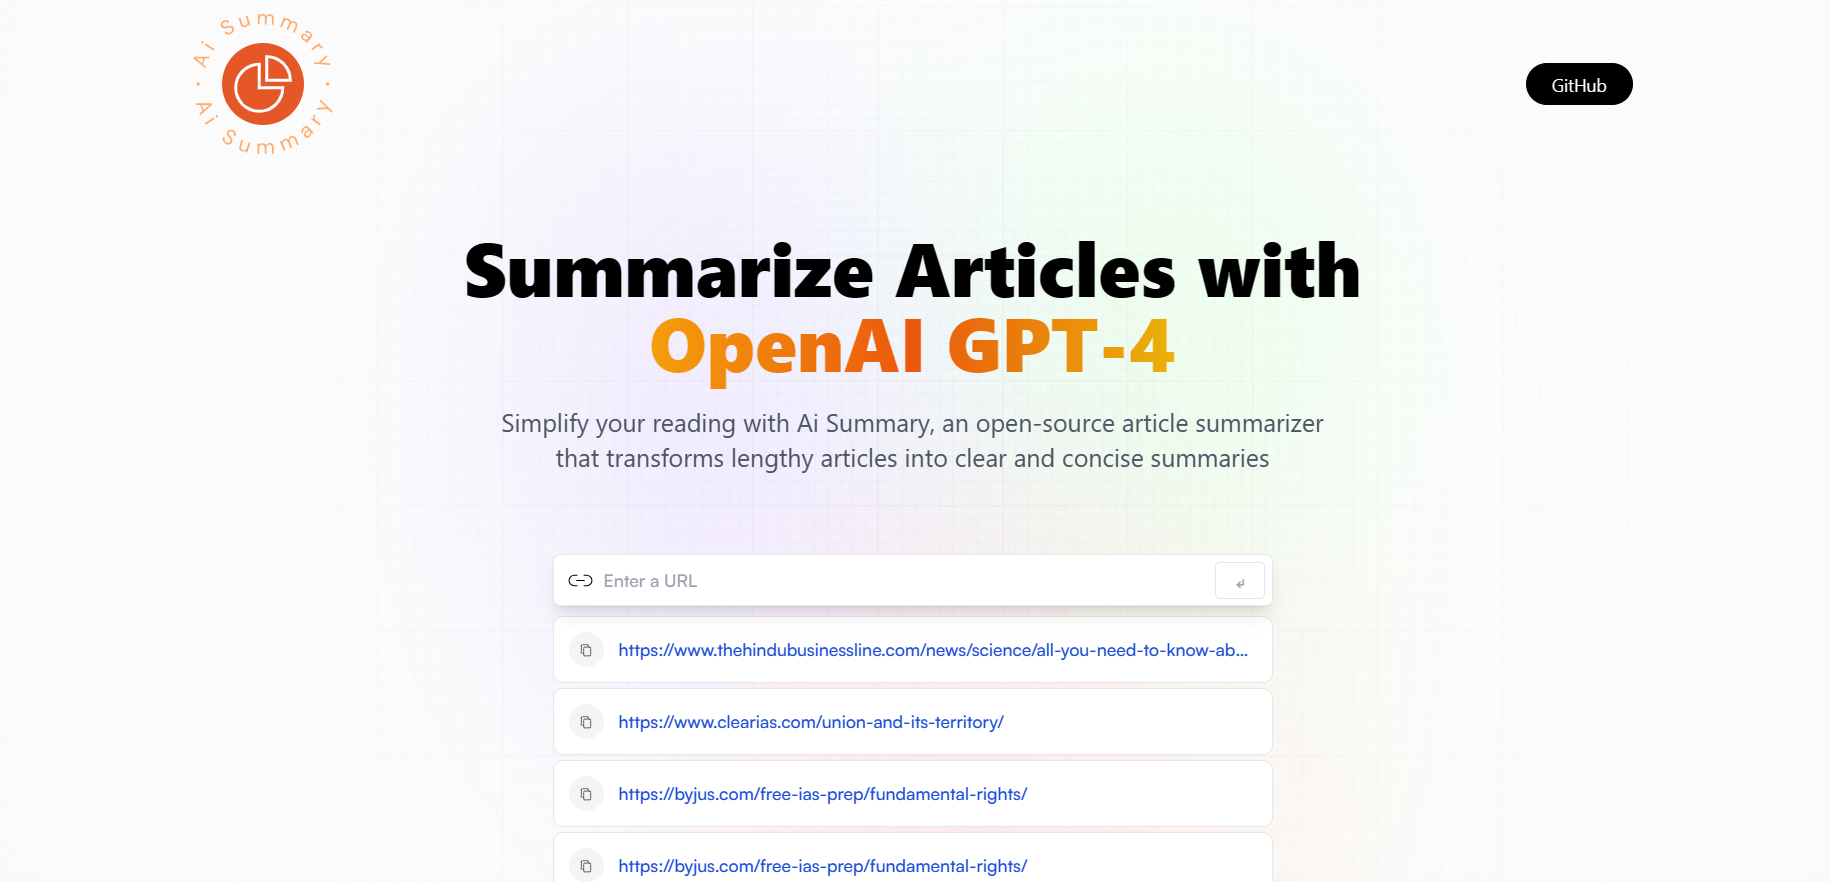 Ai Summary · Ai Summary ·
GitHub
Summarize Articles with
OpenAI GPT-4
Simplify your reading with Ai Summary, an open-source article summarizer
that transforms lengthy articles into clear and concise summaries
Enter a URL
https://www.thehindubusinessline.com/news/science/all-you-need-to-know-ab...
https://www.clearias.com/union-and-its-territory/
https://byjus.com/free-ias-prep/fundamental-rights/
https://byjus.com/free-ias-prep/fundamental-rights/